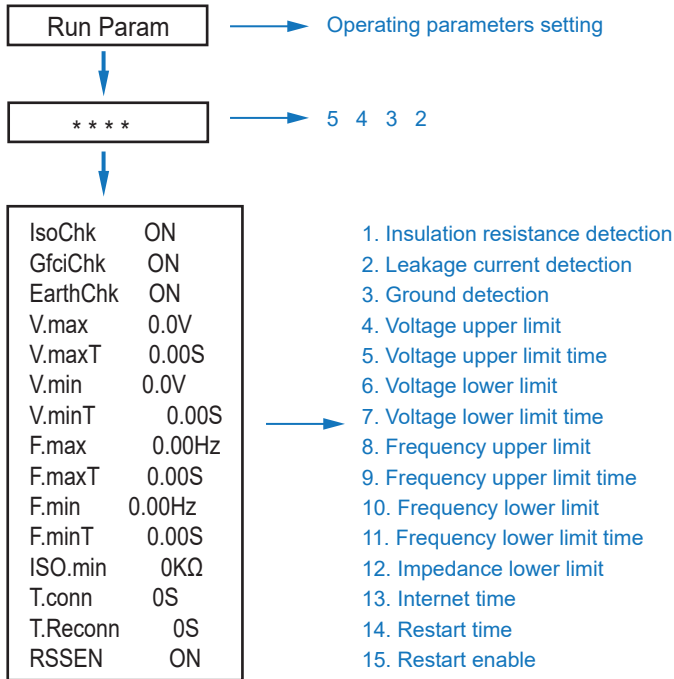 Run Param Operating parameters setting
**** 5 4 3 2
IsoChk ON 1. Insulation resistance detection
GfciChk ON 2. Leakage current detection
EarthChk ON 3. Ground detection
V.max 0.0V 4. Voltage upper limit
V.maxT 0.00S 5. Voltage upper limit time
V.min 0.0V 6. Voltage lower limit
V.minT 0.00S 7. Voltage lower limit time
F.max 0.00Hz 8. Frequency upper limit
F.maxT 0.00S 9. Frequency upper limit time
F.min 0.00Hz 10. Frequency lower limit
F.minT 0.00S 11. Frequency lower limit time
ISO.min 0KΩ 12. Impedance lower limit
T.conn 0S 13. Internet time
T.Reconn 0S 14. Restart time
RSSEN ON 15. Restart enable